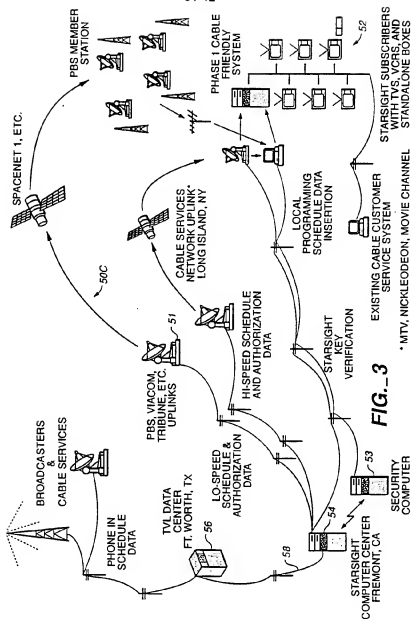 SPACENET 1, ETC.
50C
PBS MEMBER
STATION
BROADCASTERS
&
CABLE SERVICES
PHONE IN
SCHEDULE
DATA
PBS, VIACOM,
TRIBUNE, ETC.
UPLINKS
51
CABLE SERVICES
NETWORK UPLINK*
LONG ISLAND, NY
PHASE 1 CABLE
FRIENDLY
SYSTEM
TVL DATA
CENTER
FT. WORTH, TX
56
LO-SPEED
SCHEDULE &
AUTHORIZATION
DATA
HI-SPEED SCHEDULE
AND AUTHORIZATION
DATA
LOCAL
PROGRAMMING
SCHEDULE DATA
INSERTION
52
58
54
STARSIGHT
COMPUTER CENTER
FREMONT, CA
53
SECURITY
COMPUTER
STARSIGHT
KEY
VERIFICATION
EXISTING CABLE CUSTOMER
SERVICE SYSTEM
STARSIGHT SUBSCRIBERS
WITH TVS, VCRS, AND
STANDALONE BOXES
* MTV, NICKLEODEON, MOVIE CHANNEL
FIG._3